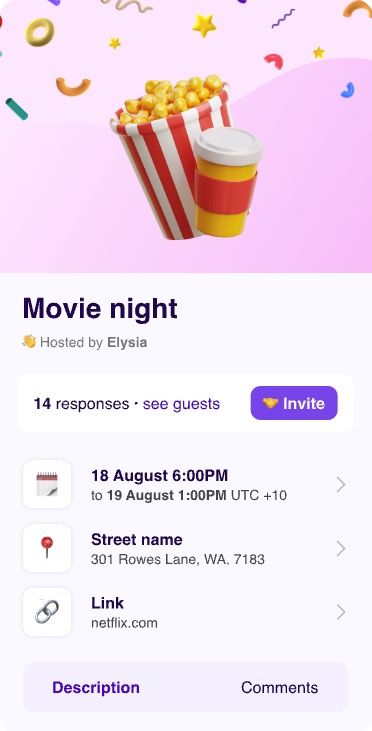 Movie night
👋 Hosted by Elysia
14 responses · see guests
🤝 Invite
18 August 6:00PM
to 19 August 1:00PM UTC +10
Street name
301 Rowes Lane, WA, 7183
Link
netflix.com
Description
Comments